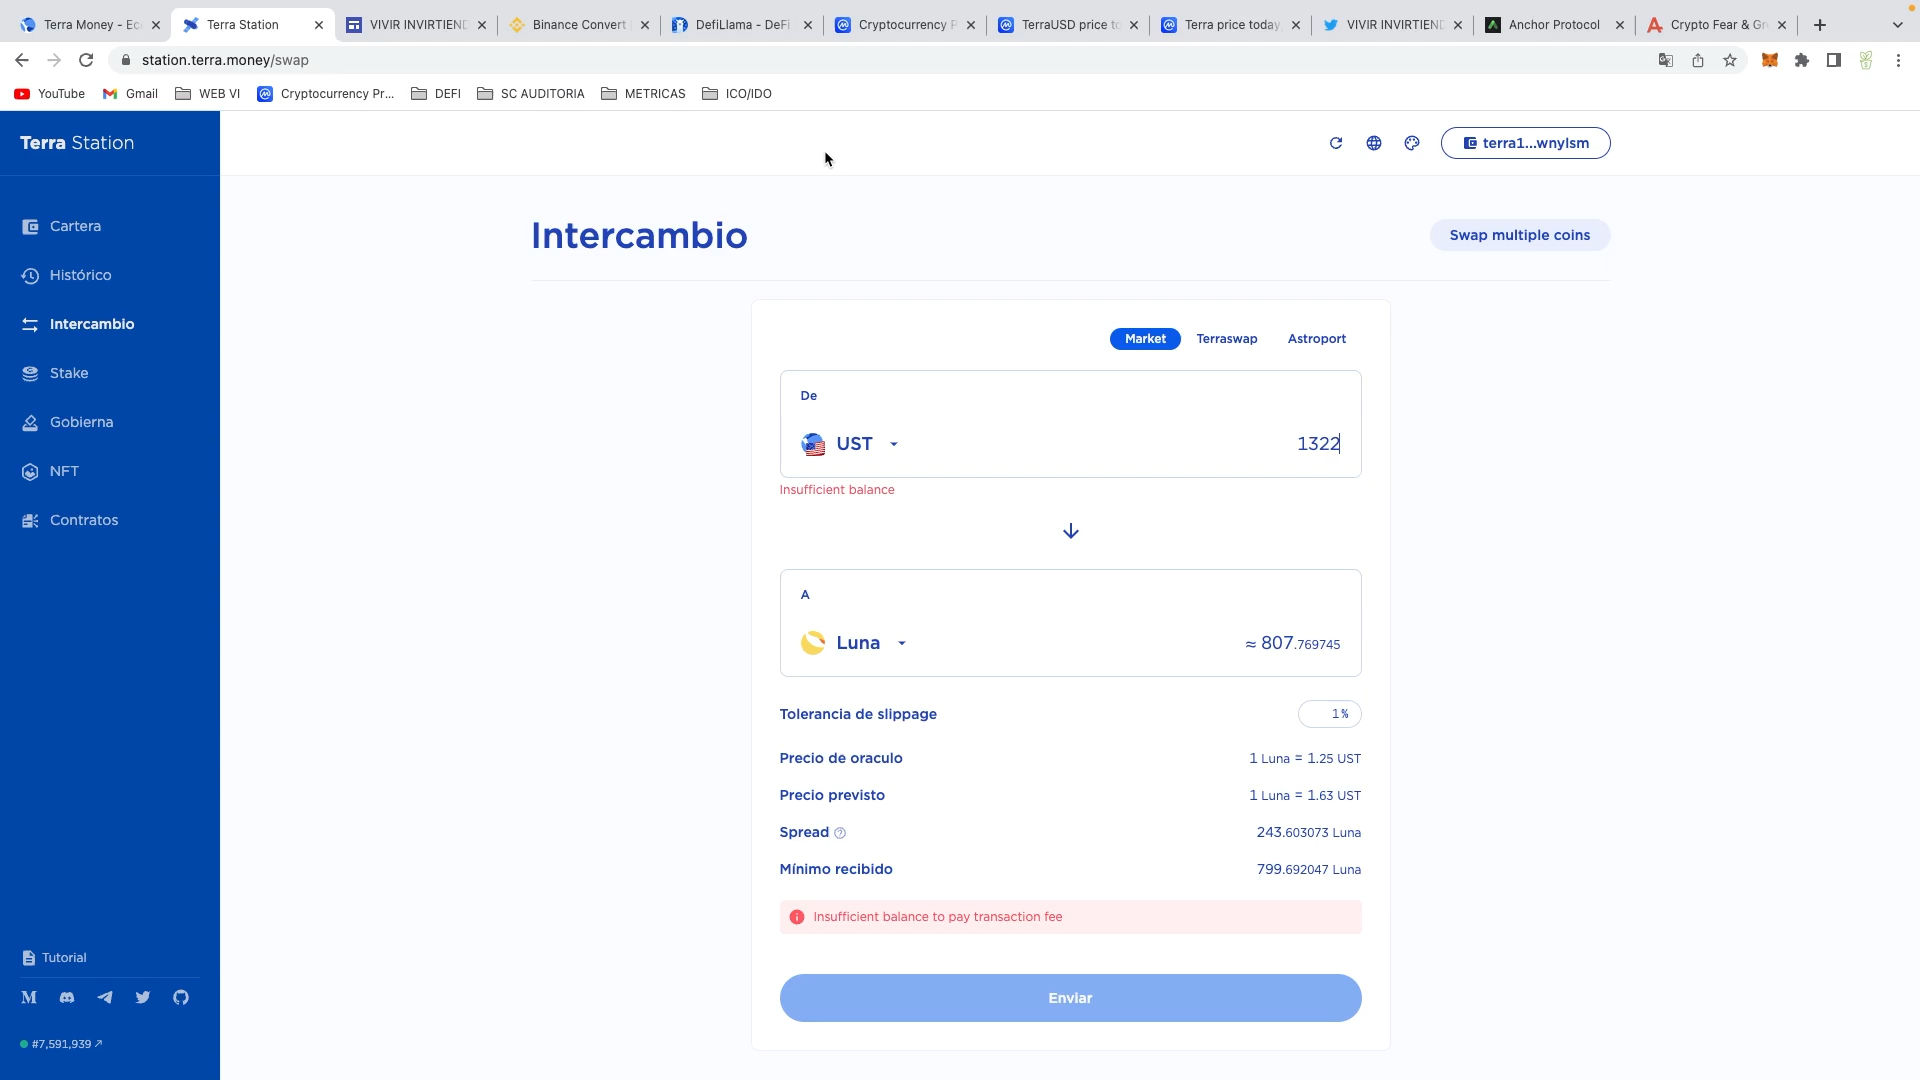 Terra Money - Ec
Terra Station
VIVIR INVIRTIEND
Binance Convert
DefiLlama - DeFi
Cryptocurrency P
TerraUSD price to
Terra price today,
VIVIR INVIRTIEND
Anchor Protocol
Crypto Fear & Gr
station.terra.money/swap
YouTube
Gmail
WEB VI
Cryptocurrency Pr...
DEFI
SC AUDITORIA
METRICAS
ICO/IDO
Terra Station
terra1...wnylsm
Cartera
Histórico
Intercambio
Stake
Gobierna
NFT
Contratos
Tutorial
#7,591,939
Intercambio
Swap multiple coins
Market
Terraswap
Astroport
De
UST
1322
Insufficient balance
A
Luna
≈ 807.769745
Tolerancia de slippage
1%
Precio de oraculo
1 Luna = 1.25 UST
Precio previsto
1 Luna = 1.63 UST
Spread
243.603073 Luna
Mínimo recibido
799.692047 Luna
Insufficient balance to pay transaction fee
Enviar